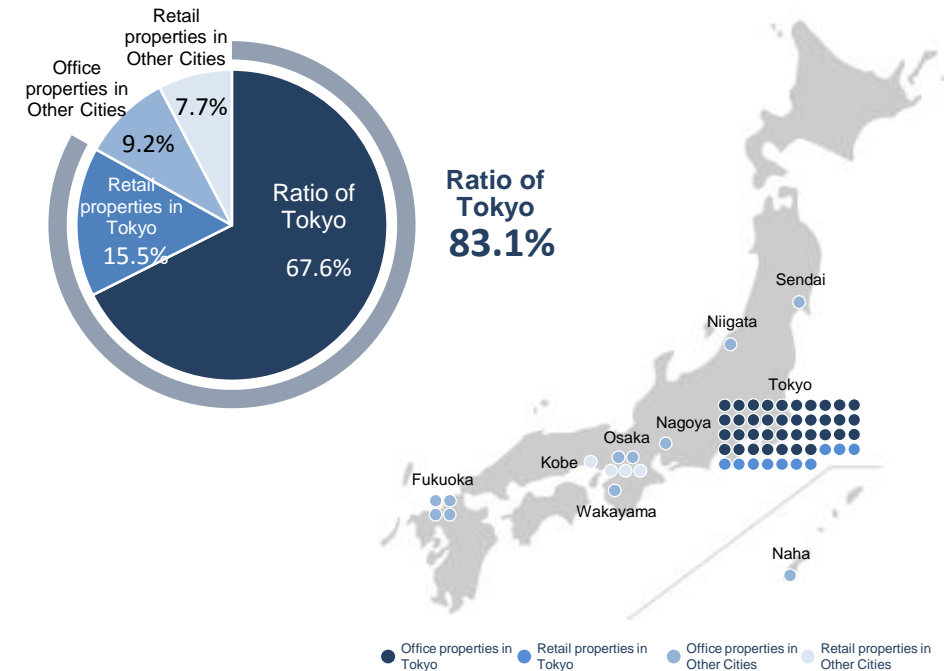 Retail
properties in
Other Cities
Office
properties in
Other Cities
7.7%
9.2%
Retail
properties in
Tokyo
15.5%
Ratio of
Tokyo
67.6%
Ratio of
Tokyo
83.1%
Sendai
Niigata
Tokyo
Nagoya
Osaka
Kobe
Fukuoka
Wakayama
Naha
Office properties in
Tokyo
Retail properties in
Tokyo
Office properties in
Other Cities
Retail properties in
Other Cities